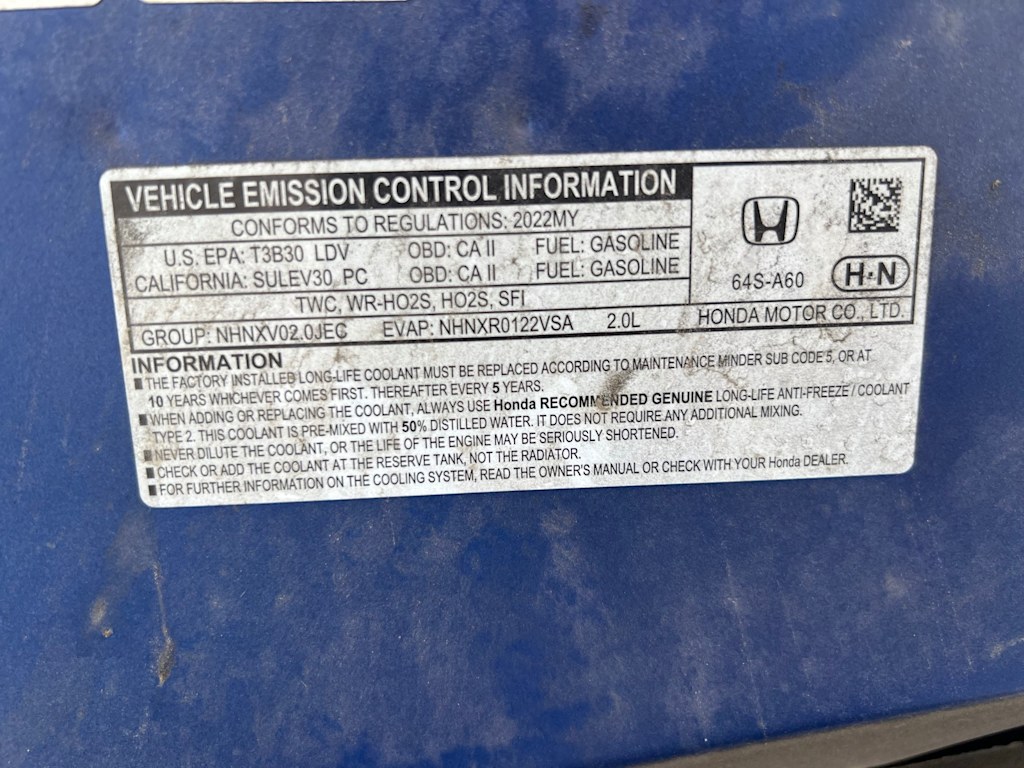 VEHICLE EMISSION CONTROL INFORMATION
CONFORMS TO REGULATIONS: 2022MY
U.S. EPA: T3B30 LDV OBD: CA II FUEL: GASOLINE
CALIFORNIA: SULEV30 PC OBD: CA II FUEL: GASOLINE
TWC, WR-HO2S, HO2S, SFI
GROUP: NHNXV02.0JEC EVAP: NHNXR0122VSA 2.0L
64S-A60
H·N
HONDA MOTOR CO., LTD.
INFORMATION
■ THE FACTORY INSTALLED LONG-LIFE COOLANT MUST BE REPLACED ACCORDING TO MAINTENANCE MINDER SUB CODE 5, OR AT
10 YEARS WHICHEVER COMES FIRST. THEREAFTER EVERY 5 YEARS.
■ WHEN ADDING OR REPLACING THE COOLANT, ALWAYS USE Honda RECOMMENDED GENUINE LONG-LIFE ANTI-FREEZE / COOLANT
TYPE 2. THIS COOLANT IS PRE-MIXED WITH 50% DISTILLED WATER. IT DOES NOT REQUIRE ANY ADDITIONAL MIXING.
■ NEVER DILUTE THE COOLANT, OR THE LIFE OF THE ENGINE MAY BE SERIOUSLY SHORTENED.
■ CHECK OR ADD THE COOLANT AT THE RESERVE TANK, NOT THE RADIATOR.
■ FOR FURTHER INFORMATION ON THE COOLING SYSTEM, READ THE OWNER'S MANUAL OR CHECK WITH YOUR Honda DEALER.